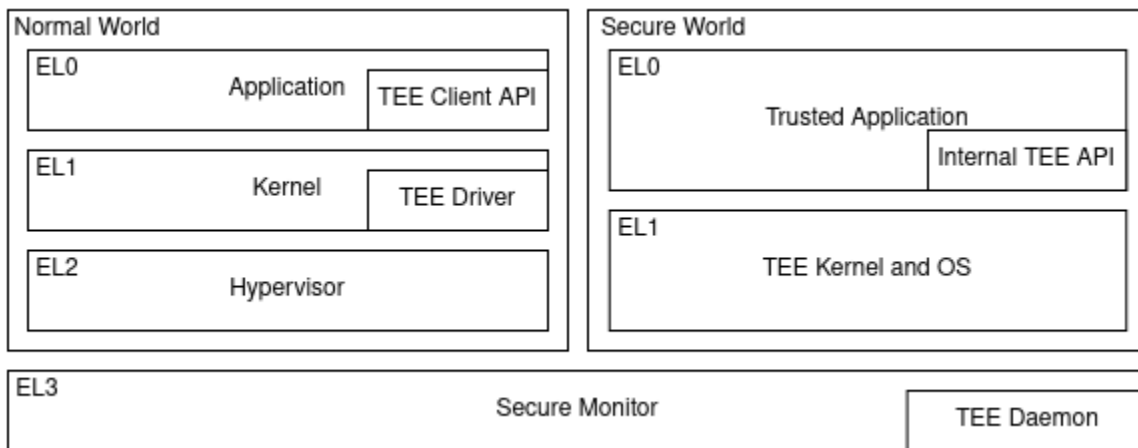 Normal World
EL0
Application
TEE Client API
EL1
Kernel
TEE Driver
EL2
Hypervisor
Secure World
EL0
Trusted Application
Internal TEE API
EL1
TEE Kernel and OS
EL3
Secure Monitor
TEE Daemon